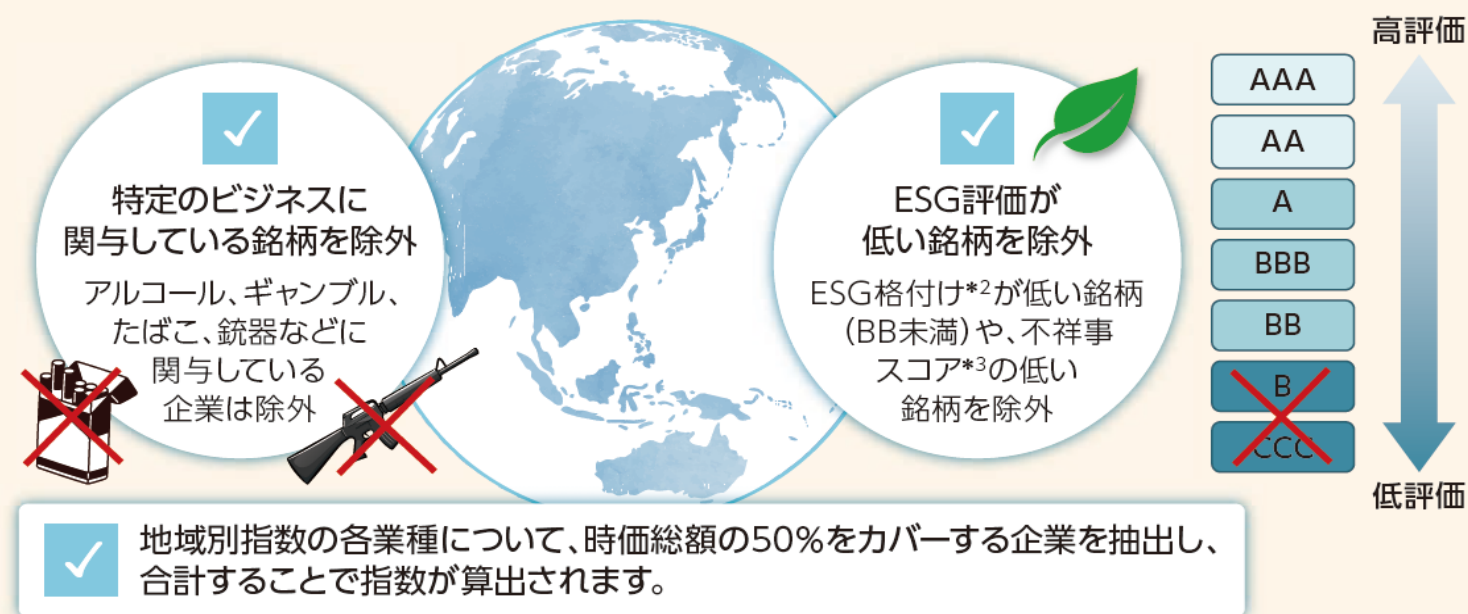 特定のビジネスに
関与している銘柄を除外
アルコール、ギャンブル、
たばこ、銃器などに
関与している
企業は除外
ESG評価が
低い銘柄を除外
ESG格付け*2が低い銘柄
(BB未満)や、不祥事
スコア*3の低い
銘柄を除外
高評価
AAA
AA
A
BBB
BB
B
CCC
低評価
地域別指数の各業種について、時価総額の50%をカバーする企業を抽出し、
合計することで指数が算出されます。